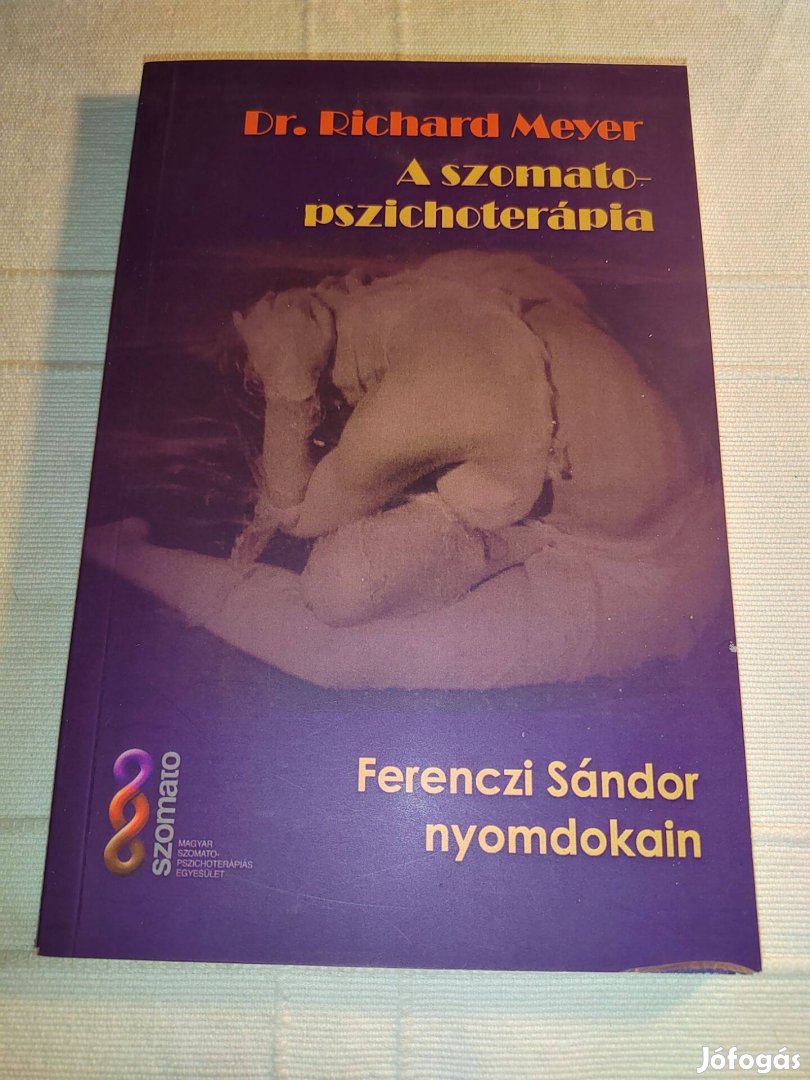 Dr. Richard Meyer
A szomato-
pszichoterápia
Ferenczi Sándor
nyomdokain
szomato
MAGYAR
SZOMATO-
PSZICHOTERÁPIÁS
EGYESÜLET
Jófogás